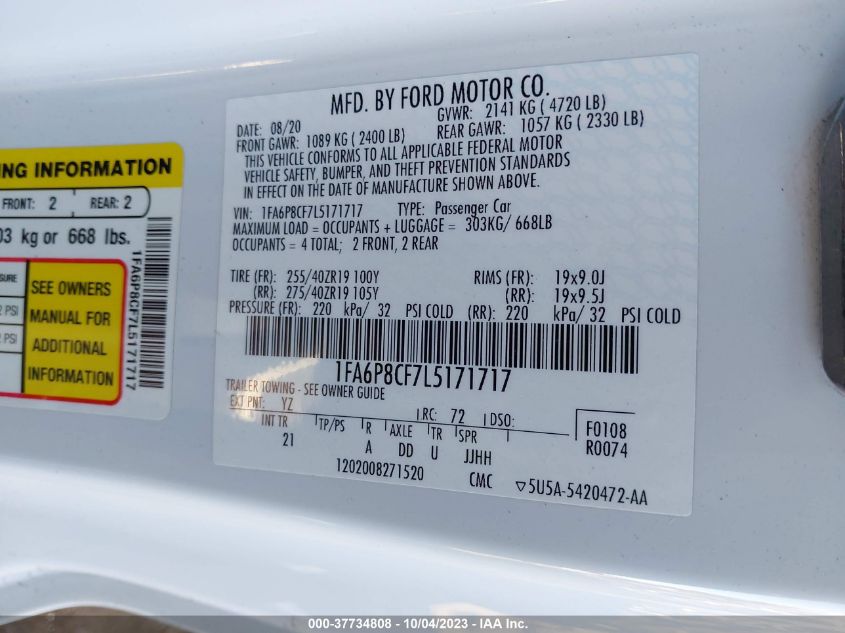 NG INFORMATION
FRONT: 2 REAR: 2
03 kg or 668 lbs.
SURE
2 PSI
2 PSI
SEE OWNERS
MANUAL FOR
ADDITIONAL
INFORMATION
1FA6P8CF7L5171717
MFD. BY FORD MOTOR CO.
DATE: 08/20 GVWR: 2141 KG ( 4720 LB)
FRONT GAWR: 1089 KG ( 2400 LB) REAR GAWR: 1057 KG ( 2330 LB)
THIS VEHICLE CONFORMS TO ALL APPLICABLE FEDERAL MOTOR
VEHICLE SAFETY, BUMPER, AND THEFT PREVENTION STANDARDS
IN EFFECT ON THE DATE OF MANUFACTURE SHOWN ABOVE.
VIN: 1FA6P8CF7L5171717 TYPE: Passenger Car
MAXIMUM LOAD = OCCUPANTS + LUGGAGE = 303KG/ 668LB
OCCUPANTS = 4 TOTAL; 2 FRONT, 2 REAR
TIRE (FR): 255/40ZR19 100Y RIMS (FR): 19x9.0J
(RR): 275/40ZR19 105Y (RR): 19x9.5J
PRESSURE (FR): 220 kPa/ 32 PSI COLD (RR): 220 kPa/ 32 PSI COLD
1FA6P8CF7L5171717
TRAILER TOWING - SEE OWNER GUIDE
EXT PNT: YZ RC: 72 DSO:
INT TR TP/PS R AXLE TR SPR
21 A DD U JJHH
F0108
R0074
1202008271520 CMC ▽5U5A-5420472-AA
000-37734808 - 10/04/2023 - IAA Inc.